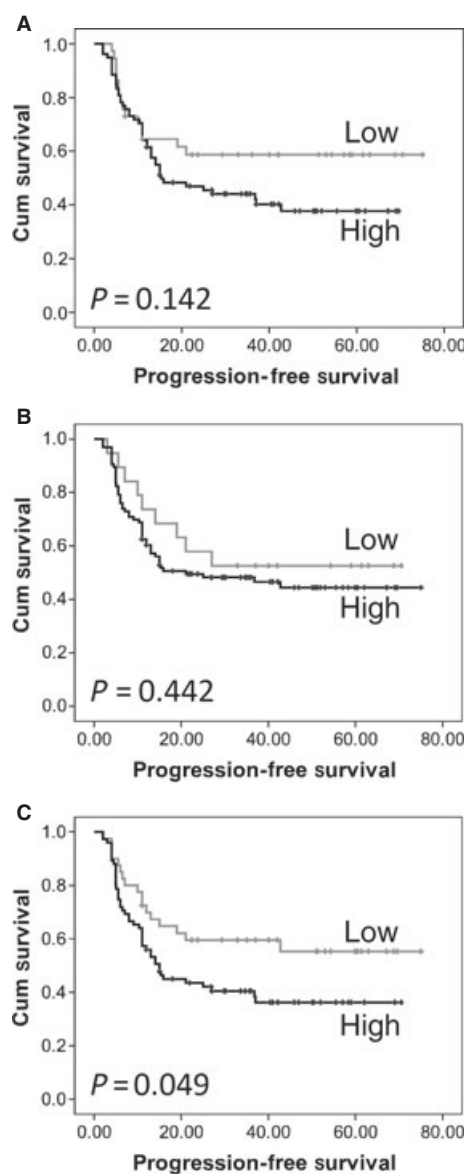 A
Cum survival
1.0
0.8
0.6
0.4
0.2
0.0
Low
High
P = 0.142
0.00 20.00 40.00 60.00 80.00
Progression-free survival
B
Cum survival
1.0
0.8
0.6
0.4
0.2
0.0
Low
High
P = 0.442
0.00 20.00 40.00 60.00 80.00
Progression-free survival
C
Cum survival
1.0
0.8
0.6
0.4
0.2
0.0
Low
High
P = 0.049
0.00 20.00 40.00 60.00 80.00
Progression-free survival